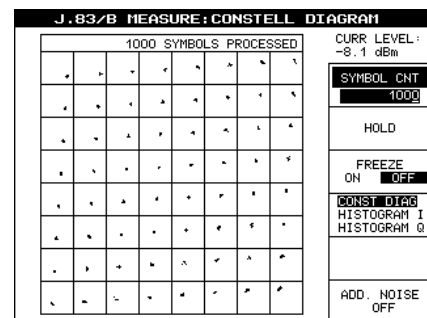 J.83/B MEASURE:CONSTELL DIAGRAM
1000 SYMBOLS PROCESSED
CURR LEVEL:
-8.1 dBm
SYMBOL CNT
1000
HOLD
FREEZE
ON OFF
CONST DIAG
HISTOGRAM I
HISTOGRAM Q
ADD. NOISE
OFF